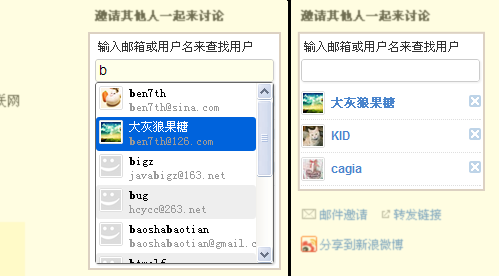 邀请其他人一起来讨论
输入邮箱或用户名来查找用户
b
ben7th
ben7th@sina.com
大灰狼果糖
ben7th@126.com
bigz
javabigz@163.net
bug
hcycc@263.net
baoshabaotian
baoshabaotian@gmail.c
联网
邀请其他人一起来讨论
输入邮箱或用户名来查找用户
大灰狼果糖
KID
cagia
邮件邀请 转发链接
分享到新浪微博